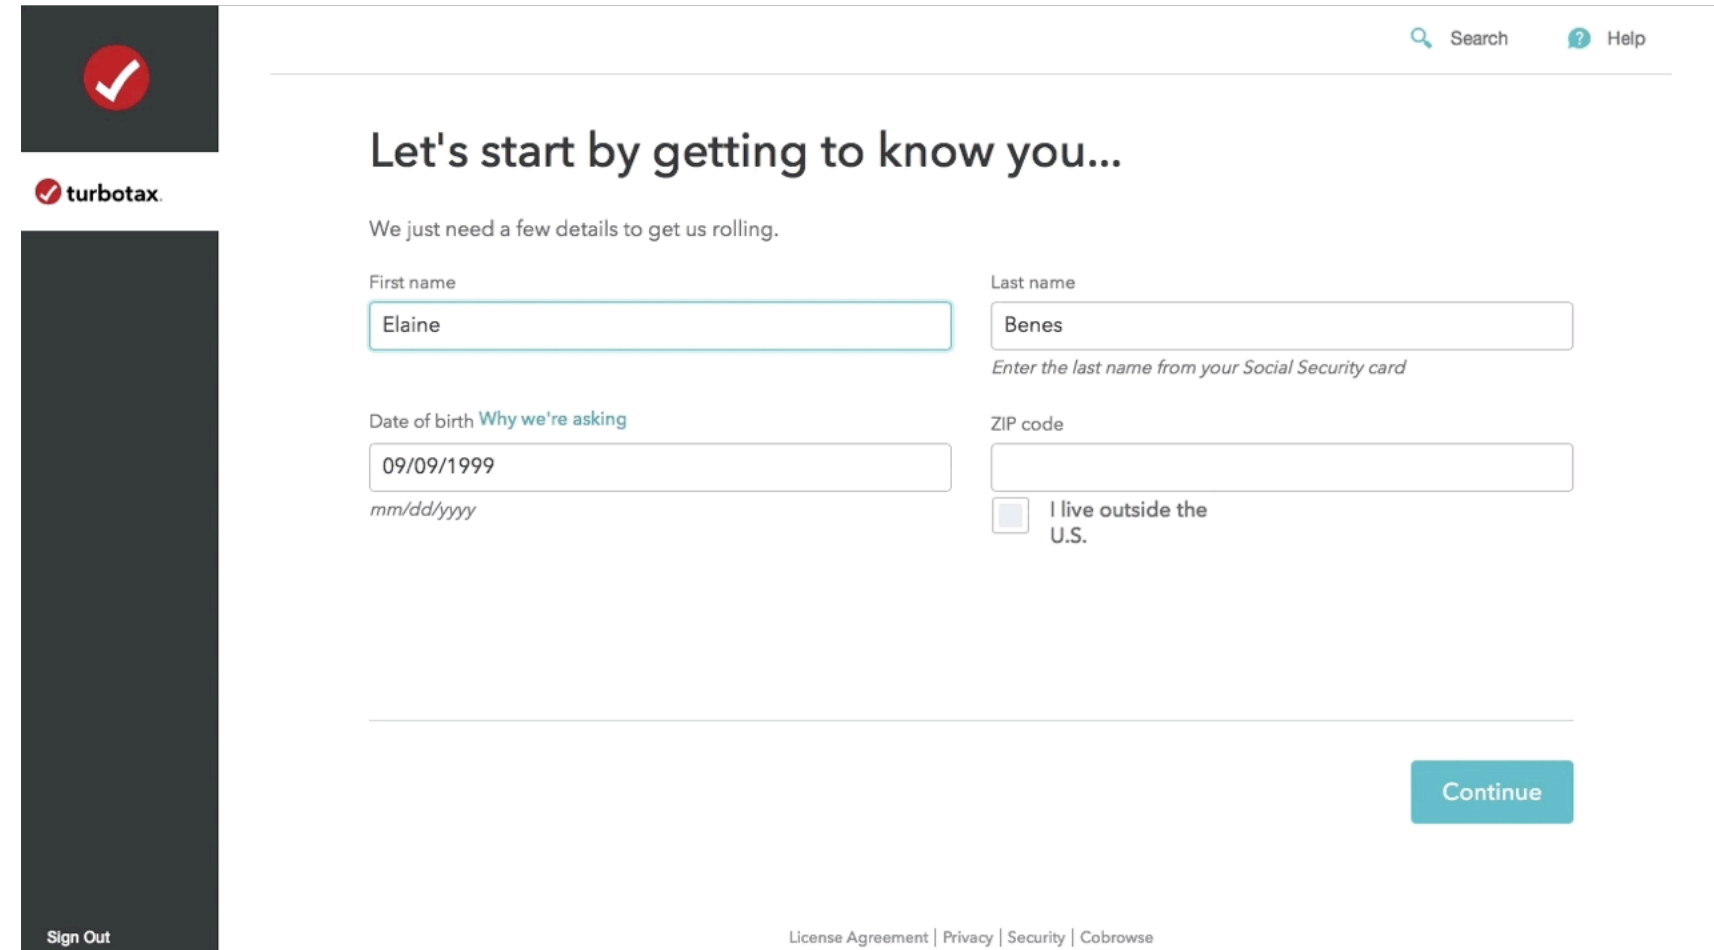 Search
Help
turbotax.
Let's start by getting to know you...
We just need a few details to get us rolling.
First name
Last name
Elaine
Benes
Enter the last name from your Social Security card
Date of birth Why we're asking
ZIP code
09/09/1999
mm/dd/yyyy
I live outside the
U.S.
Continue
Sign Out
License Agreement | Privacy | Security | Cobrowse